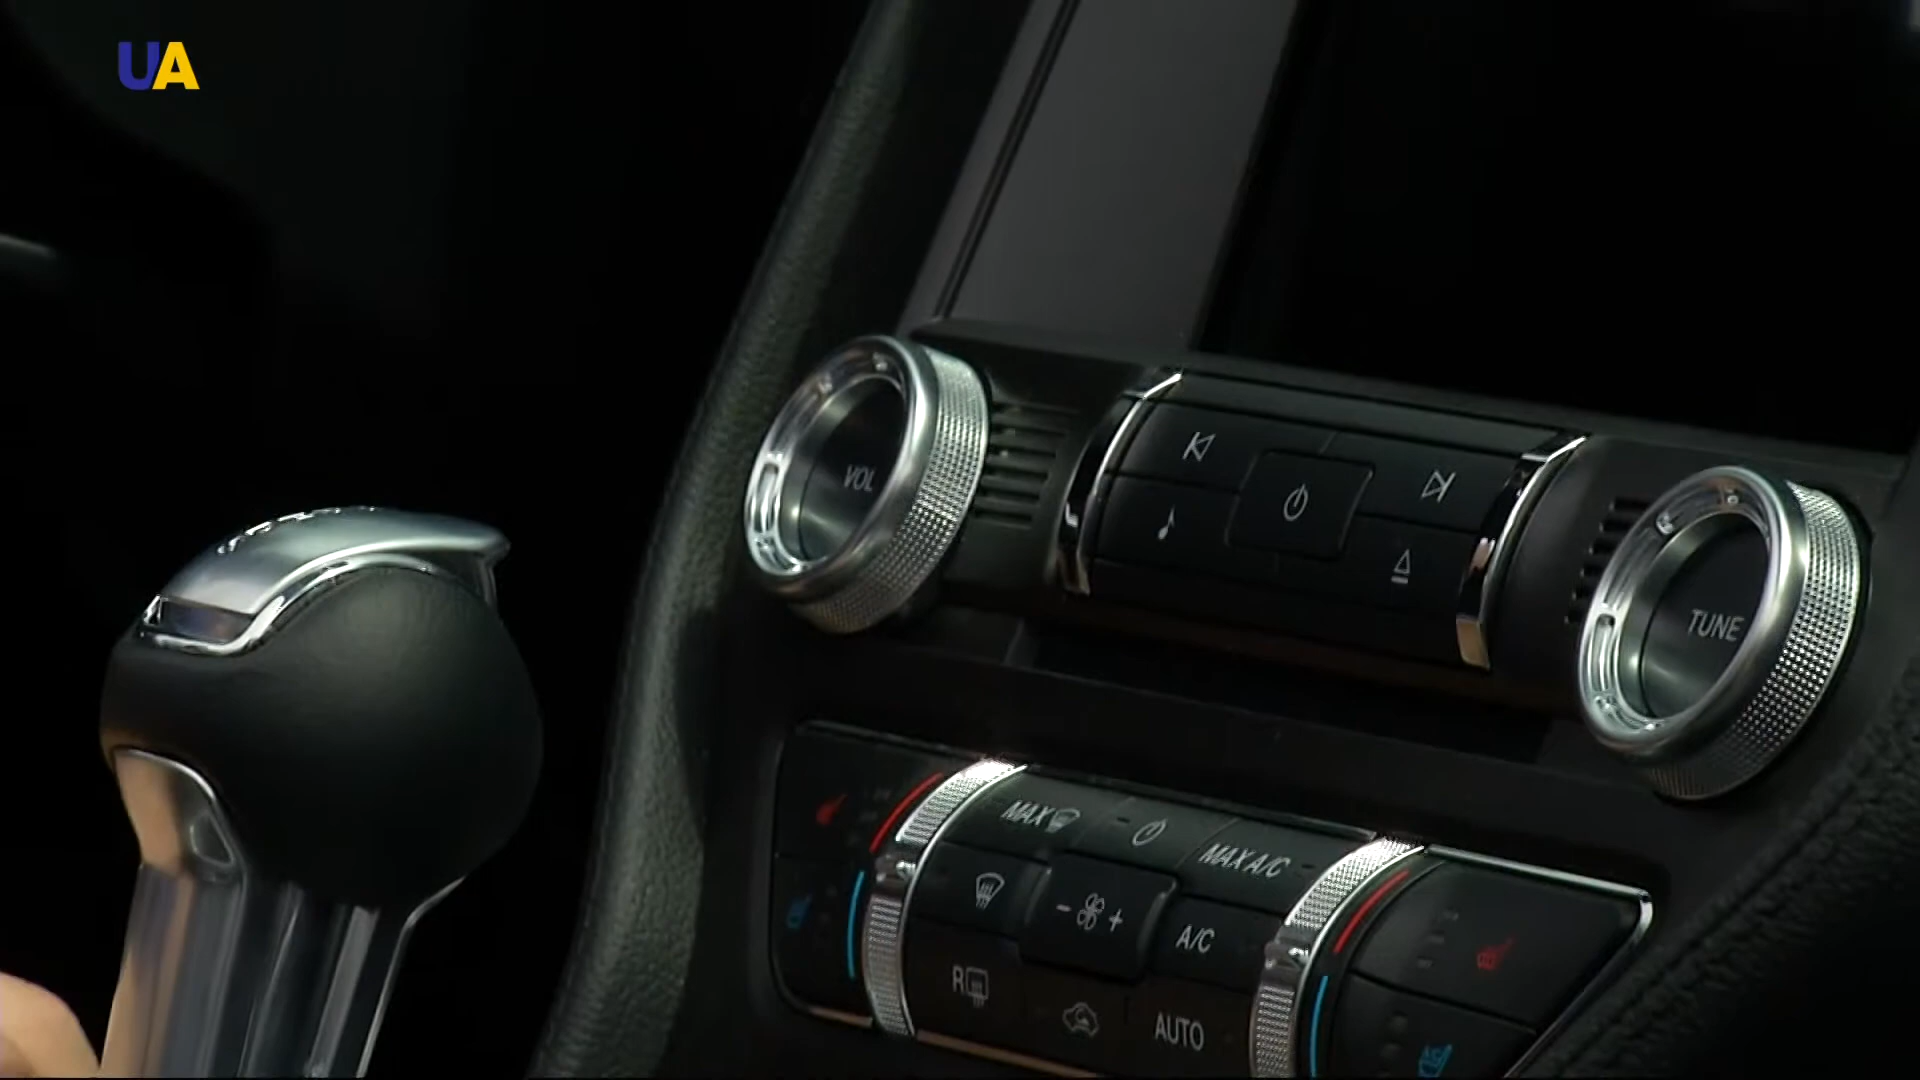 UA
VOL
TUNE
MAX
MAX A/C
- +
A/C
R
AUTO